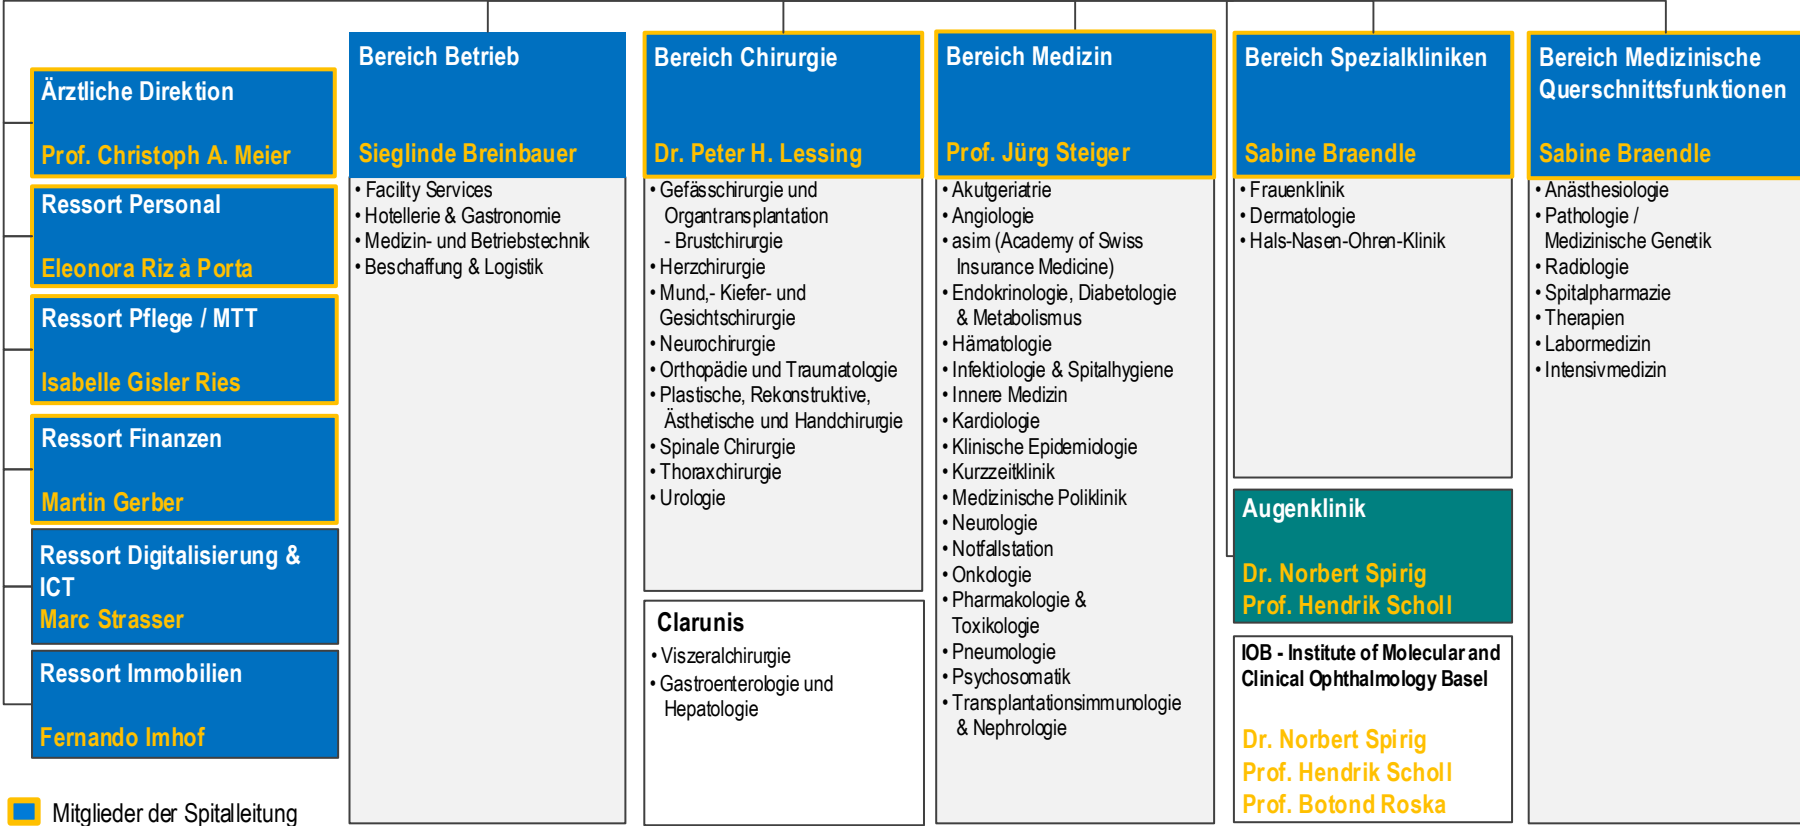 Ärztliche Direktion
Prof. Christoph A. Meier
Ressort Personal
Eleonora Riz à Porta
Ressort Pflege / MTT
Isabelle Gisler Ries
Ressort Finanzen
Martin Gerber
Ressort Digitalisierung &
ICT
Marc Strasser
Ressort Immobilien
Fernando Imhof
Mitglieder der Spitalleitung
Bereich Betrieb
Sieglinde Breinbauer
• Facility Services
• Hotellerie & Gastronomie
• Medizin- und Betriebstechnik
• Beschaffung & Logistik
Bereich Chirurgie
Dr. Peter H. Lessing
• Gefässchirurgie und
Organtransplantation
- Brustchirurgie
• Herzchirurgie
• Mund,- Kiefer- und
Gesichtschirurgie
• Neurochirurgie
• Orthopädie und Traumatologie
• Plastische, Rekonstruktive,
Ästhetische und Handchirurgie
• Spinale Chirurgie
• Thoraxchirurgie
• Urologie
Clarunis
• Viszeralchirurgie
• Gastroenterologie und
Hepatologie
Bereich Medizin
Prof. Jürg Steiger
• Akutgeriatrie
• Angiologie
• asim (Academy of Swiss
Insurance Medicine)
• Endokrinologie, Diabetologie
& Metabolismus
• Hämatologie
• Infektiologie & Spitalhygiene
• Innere Medizin
• Kardiologie
• Klinische Epidemiologie
• Kurzzeitklinik
• Medizinische Poliklinik
• Neurologie
• Notfallstation
• Onkologie
• Pharmakologie &
Toxikologie
• Pneumologie
• Psychosomatik
• Transplantationsimmunologie
& Nephrologie
Bereich Spezialkliniken
Sabine Braendle
• Frauenklinik
• Dermatologie
• Hals-Nasen-Ohren-Klinik
Augenklinik
Dr. Norbert Spirig
Prof. Hendrik Scholl
IOB - Institute of Molecular and
Clinical Ophthalmology Basel
Dr. Norbert Spirig
Prof. Hendrik Scholl
Prof. Botond Roska
Bereich Medizinische
Querschnittsfunktionen
Sabine Braendle
• Anästhesiologie
• Pathologie /
Medizinische Genetik
• Radiologie
• Spitalpharmazie
• Therapien
• Labormedizin
• Intensivmedizin